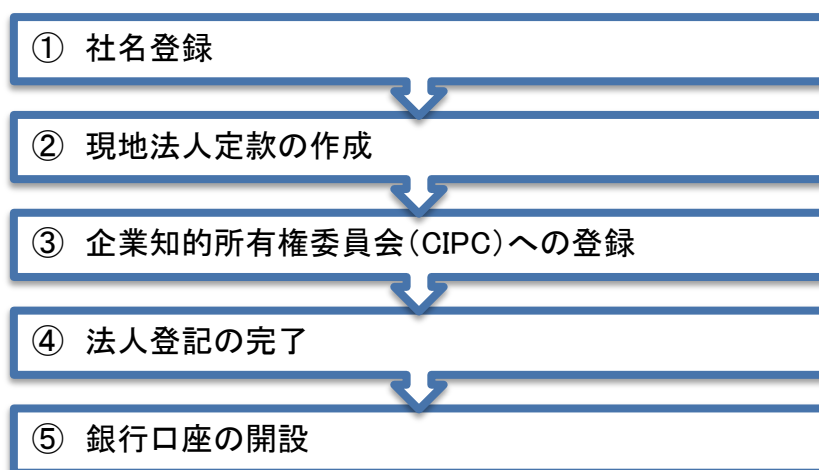 ① 社名登録
② 現地法人定款の作成
③ 企業知的所有権委員会（CIPC）への登録
④ 法人登記の完了
⑤ 銀行口座の開設